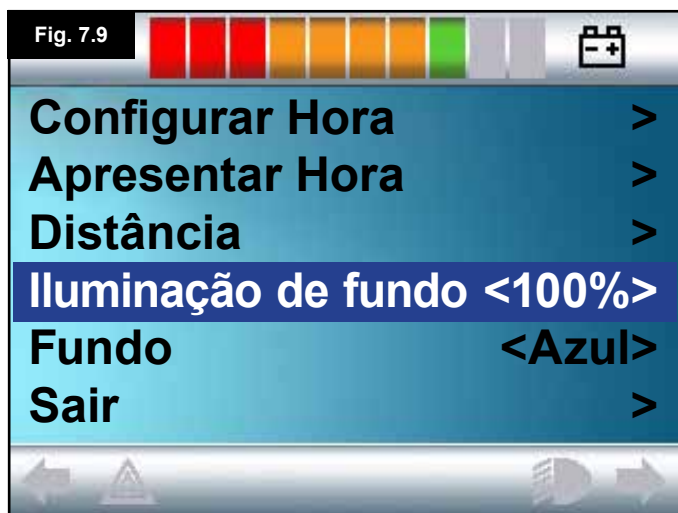 Fig. 7.9
Configurar Hora >
Apresentar Hora >
Distância >
Iluminação de fundo <100%>
Fundo <Azul>
Sair >